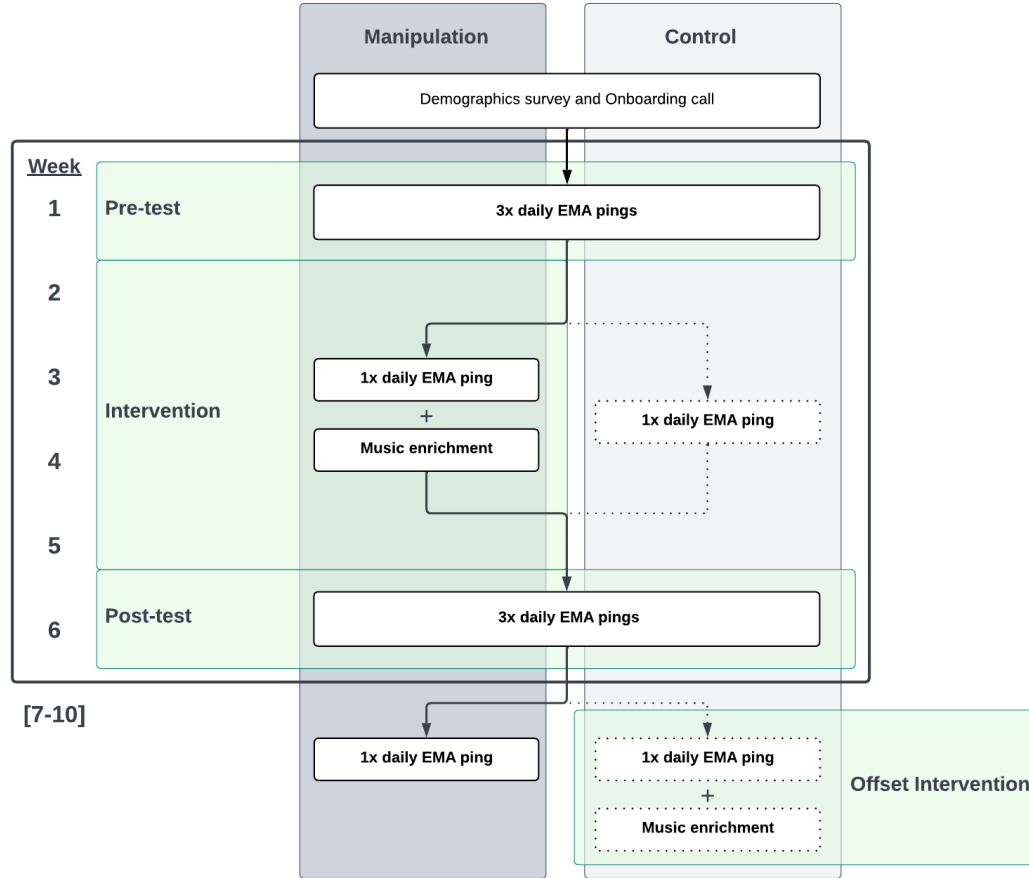 Manipulation
Control
Demographics survey and Onboarding call
Week
1
Pre-test
3x daily EMA pings
2
3
1x daily EMA ping
Intervention
+
1x daily EMA ping
4
Music enrichment
5
6
Post-test
3x daily EMA pings
[7-10]
1x daily EMA ping
1x daily EMA ping
Offset Intervention
+
Music enrichment